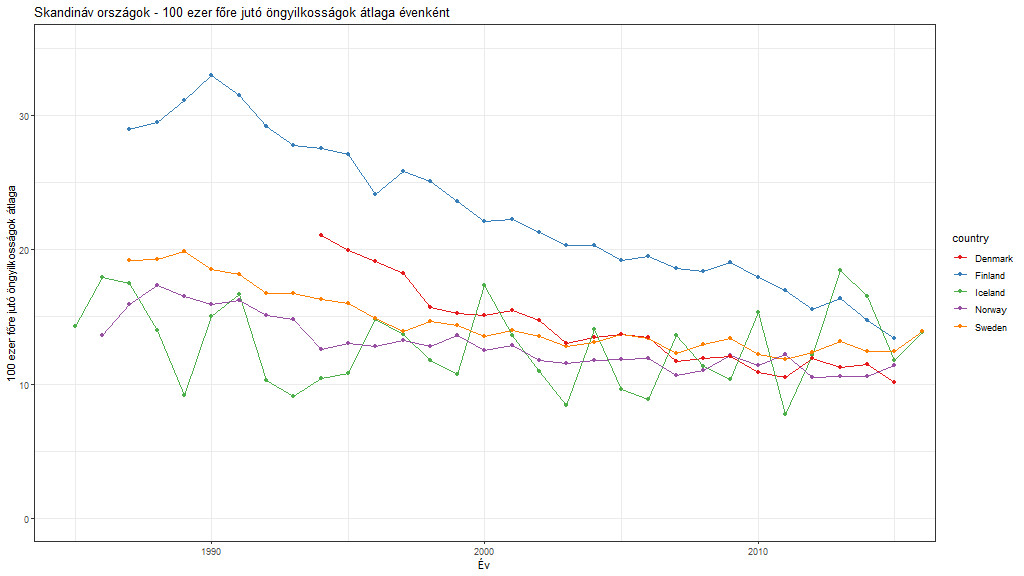 Skandináv országok - 100 ezer főre jutó öngyilkosságok átlaga évenként
100 ezer főre jutó öngyilkosságok átlaga
30
20
10
0
1990
2000
2010
Év
country
Denmark
Finland
Iceland
Norway
Sweden